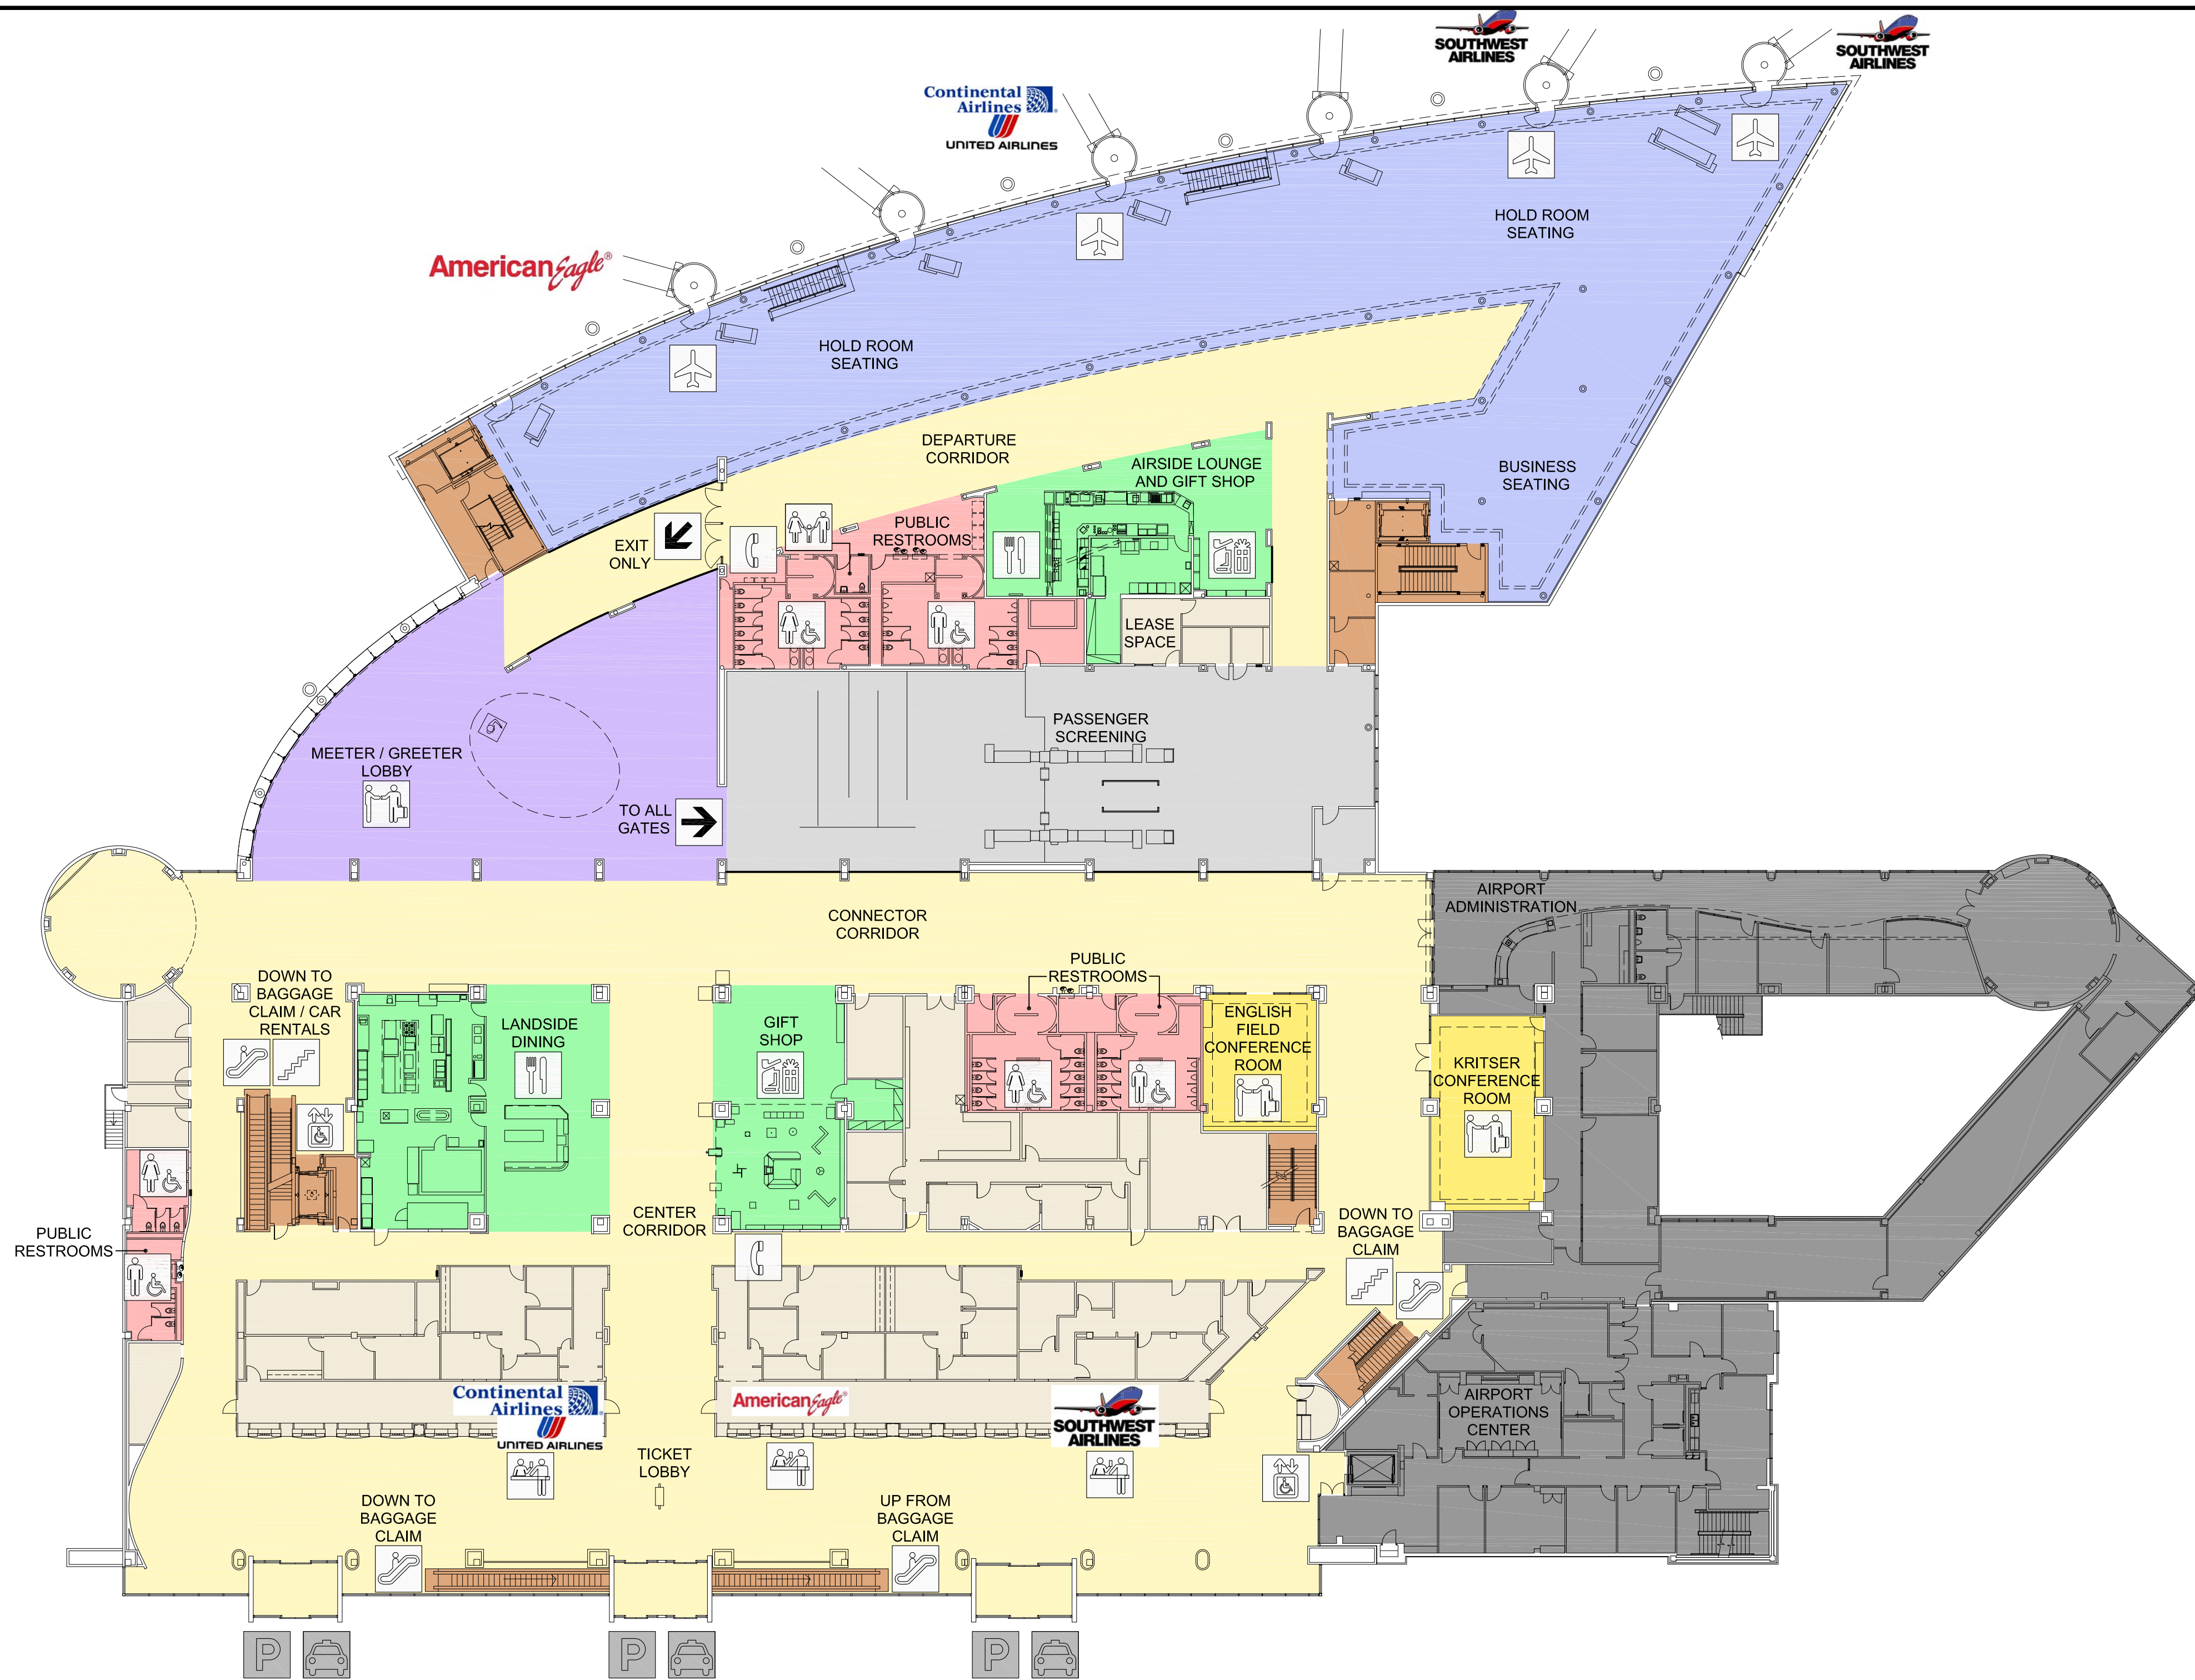 SOUTHWEST
AIRLINES
SOUTHWEST
AIRLINES
Continental
Airlines
UNITED AIRLINES
AmericanEagle®
HOLD ROOM
SEATING
HOLD ROOM
SEATING
DEPARTURE
CORRIDOR
AIRSIDE LOUNGE
AND GIFT SHOP
BUSINESS
SEATING
EXIT
ONLY
PUBLIC
RESTROOMS
LEASE
SPACE
PASSENGER
SCREENING
MEETER / GREETER
LOBBY
TO ALL
GATES
CONNECTOR
CORRIDOR
AIRPORT
ADMINISTRATION
DOWN TO
BAGGAGE
CLAIM / CAR
RENTALS
LANDSIDE
DINING
GIFT
SHOP
PUBLIC
RESTROOMS
ENGLISH
FIELD
CONFERENCE
ROOM
KRITSER
CONFERENCE
ROOM
PUBLIC
RESTROOMS
CENTER
CORRIDOR
DOWN TO
BAGGAGE
CLAIM
Continental
Airlines
UNITED AIRLINES
AmericanEagle®
SOUTHWEST
AIRLINES
AIRPORT
OPERATIONS
CENTER
TICKET
LOBBY
DOWN TO
BAGGAGE
CLAIM
UP FROM
BAGGAGE
CLAIM
P
P
P